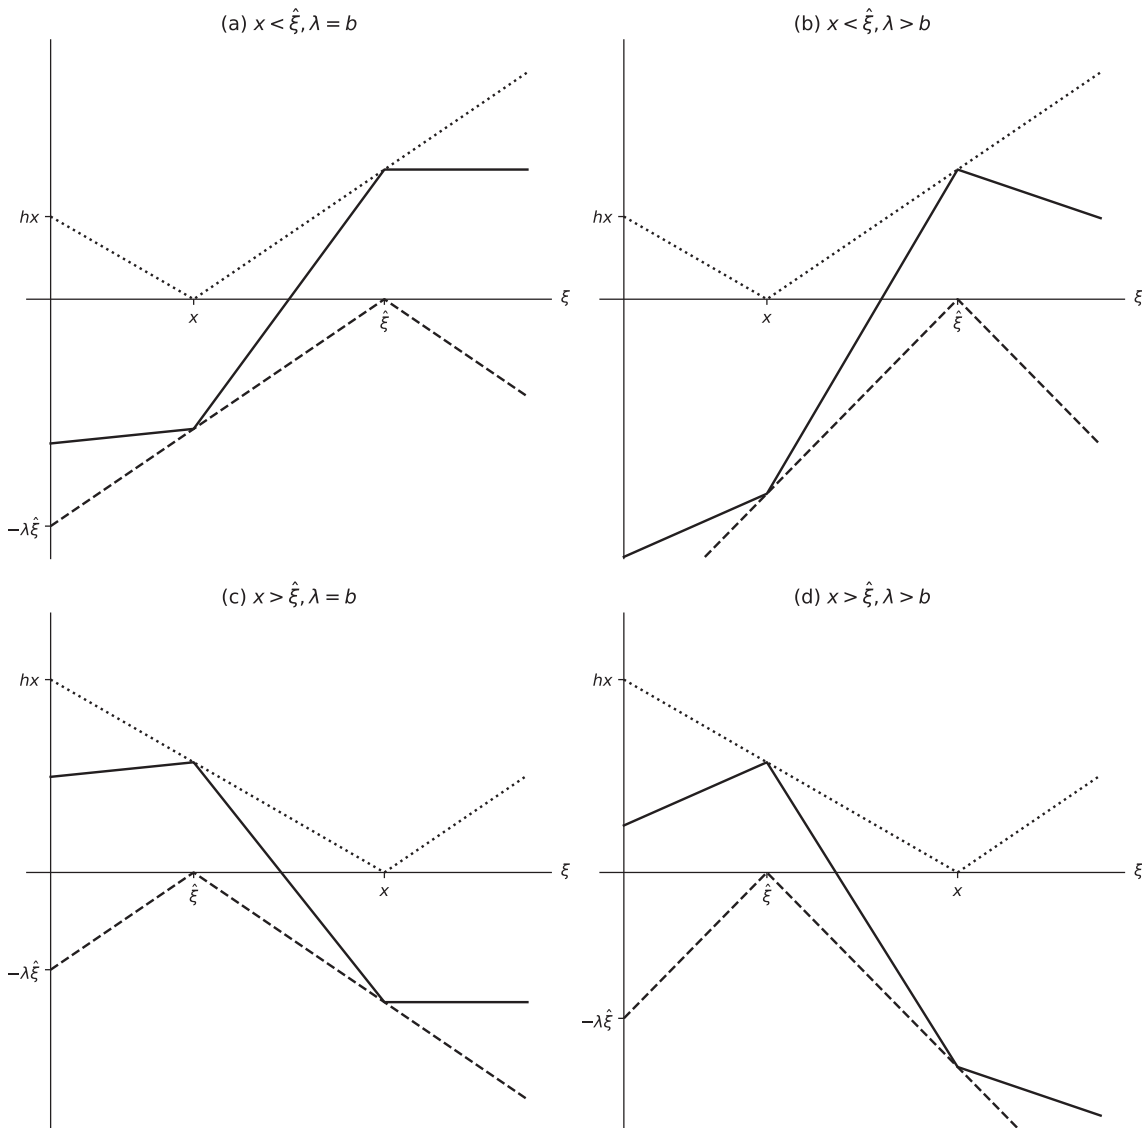 (a) x < ξ̂, λ = b
hx
ξ
x
ξ̂
−λξ̂
(b) x < ξ̂, λ > b
hx
ξ
x
ξ̂
(c) x > ξ̂, λ = b
hx
ξ
ξ̂
x
−λξ̂
(d) x > ξ̂, λ > b
hx
ξ
ξ̂
x
−λξ̂